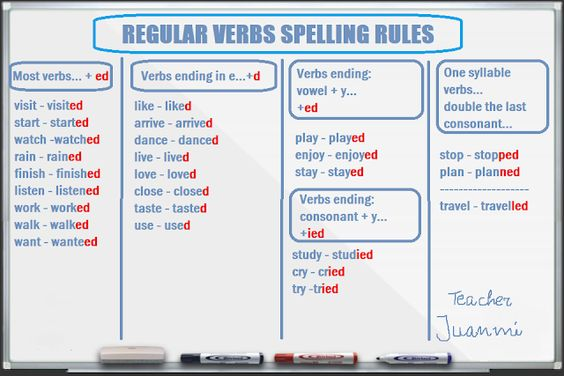 REGULAR VERBS SPELLING RULES
Most verbs... + ed
visit - visited
start - started
watch -watched
rain - rained
finish - finished
listen - listened
work - worked
walk - walked
want - wanted
Verbs ending in e...+d
like - liked
arrive - arrived
dance - danced
live - lived
love - loved
close - closed
taste - tasted
use - used
Verbs ending:
vowel + y...
+ed
play - played
enjoy - enjoyed
stay - stayed
Verbs ending:
consonant + y...
+ied
study - studied
cry - cried
try -tried
One syllable
verbs...
double the last
consonant...
stop - stopped
plan - planned
-------------------
travel - travelled
Teacher
Juanmi